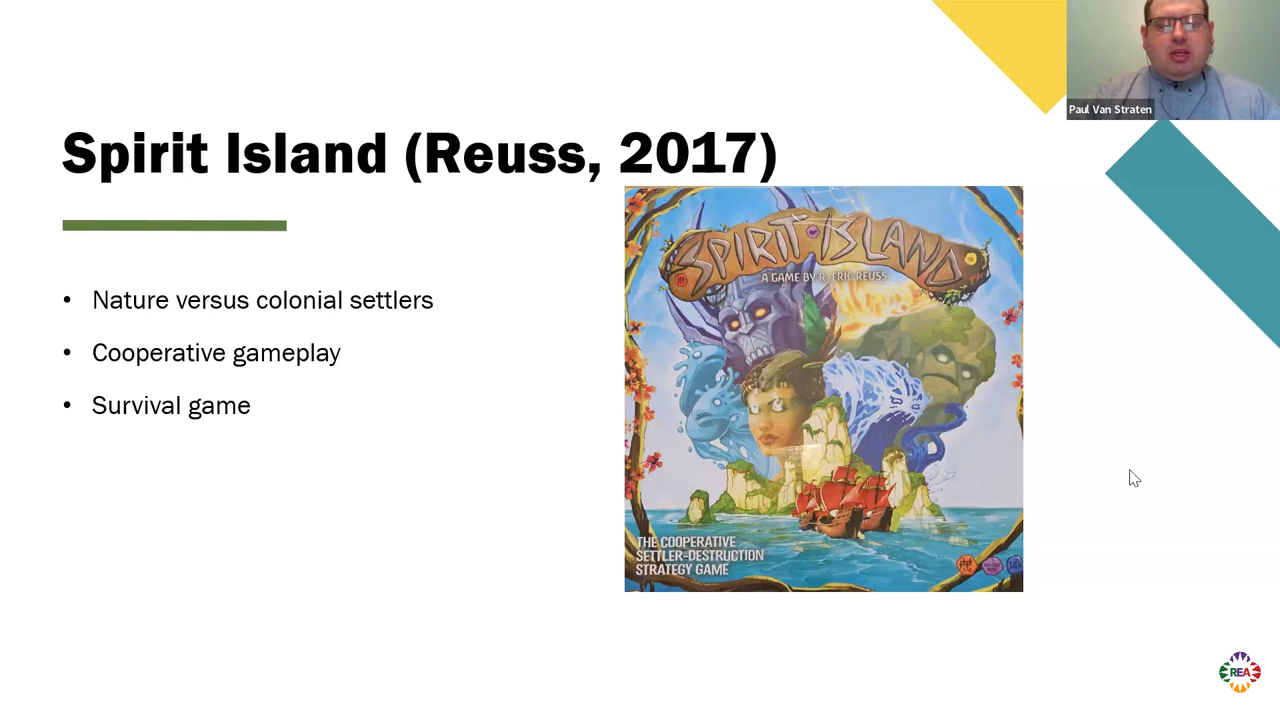 Paul Van Straten
Spirit Island (Reuss, 2017)
• Nature versus colonial settlers
• Cooperative gameplay
• Survival game
SPIRIT ISLAND
A GAME BY R. ERIC REUSS
THE COOPERATIVE
SETTLER-DESTRUCTION
STRATEGY GAME
14+
REA